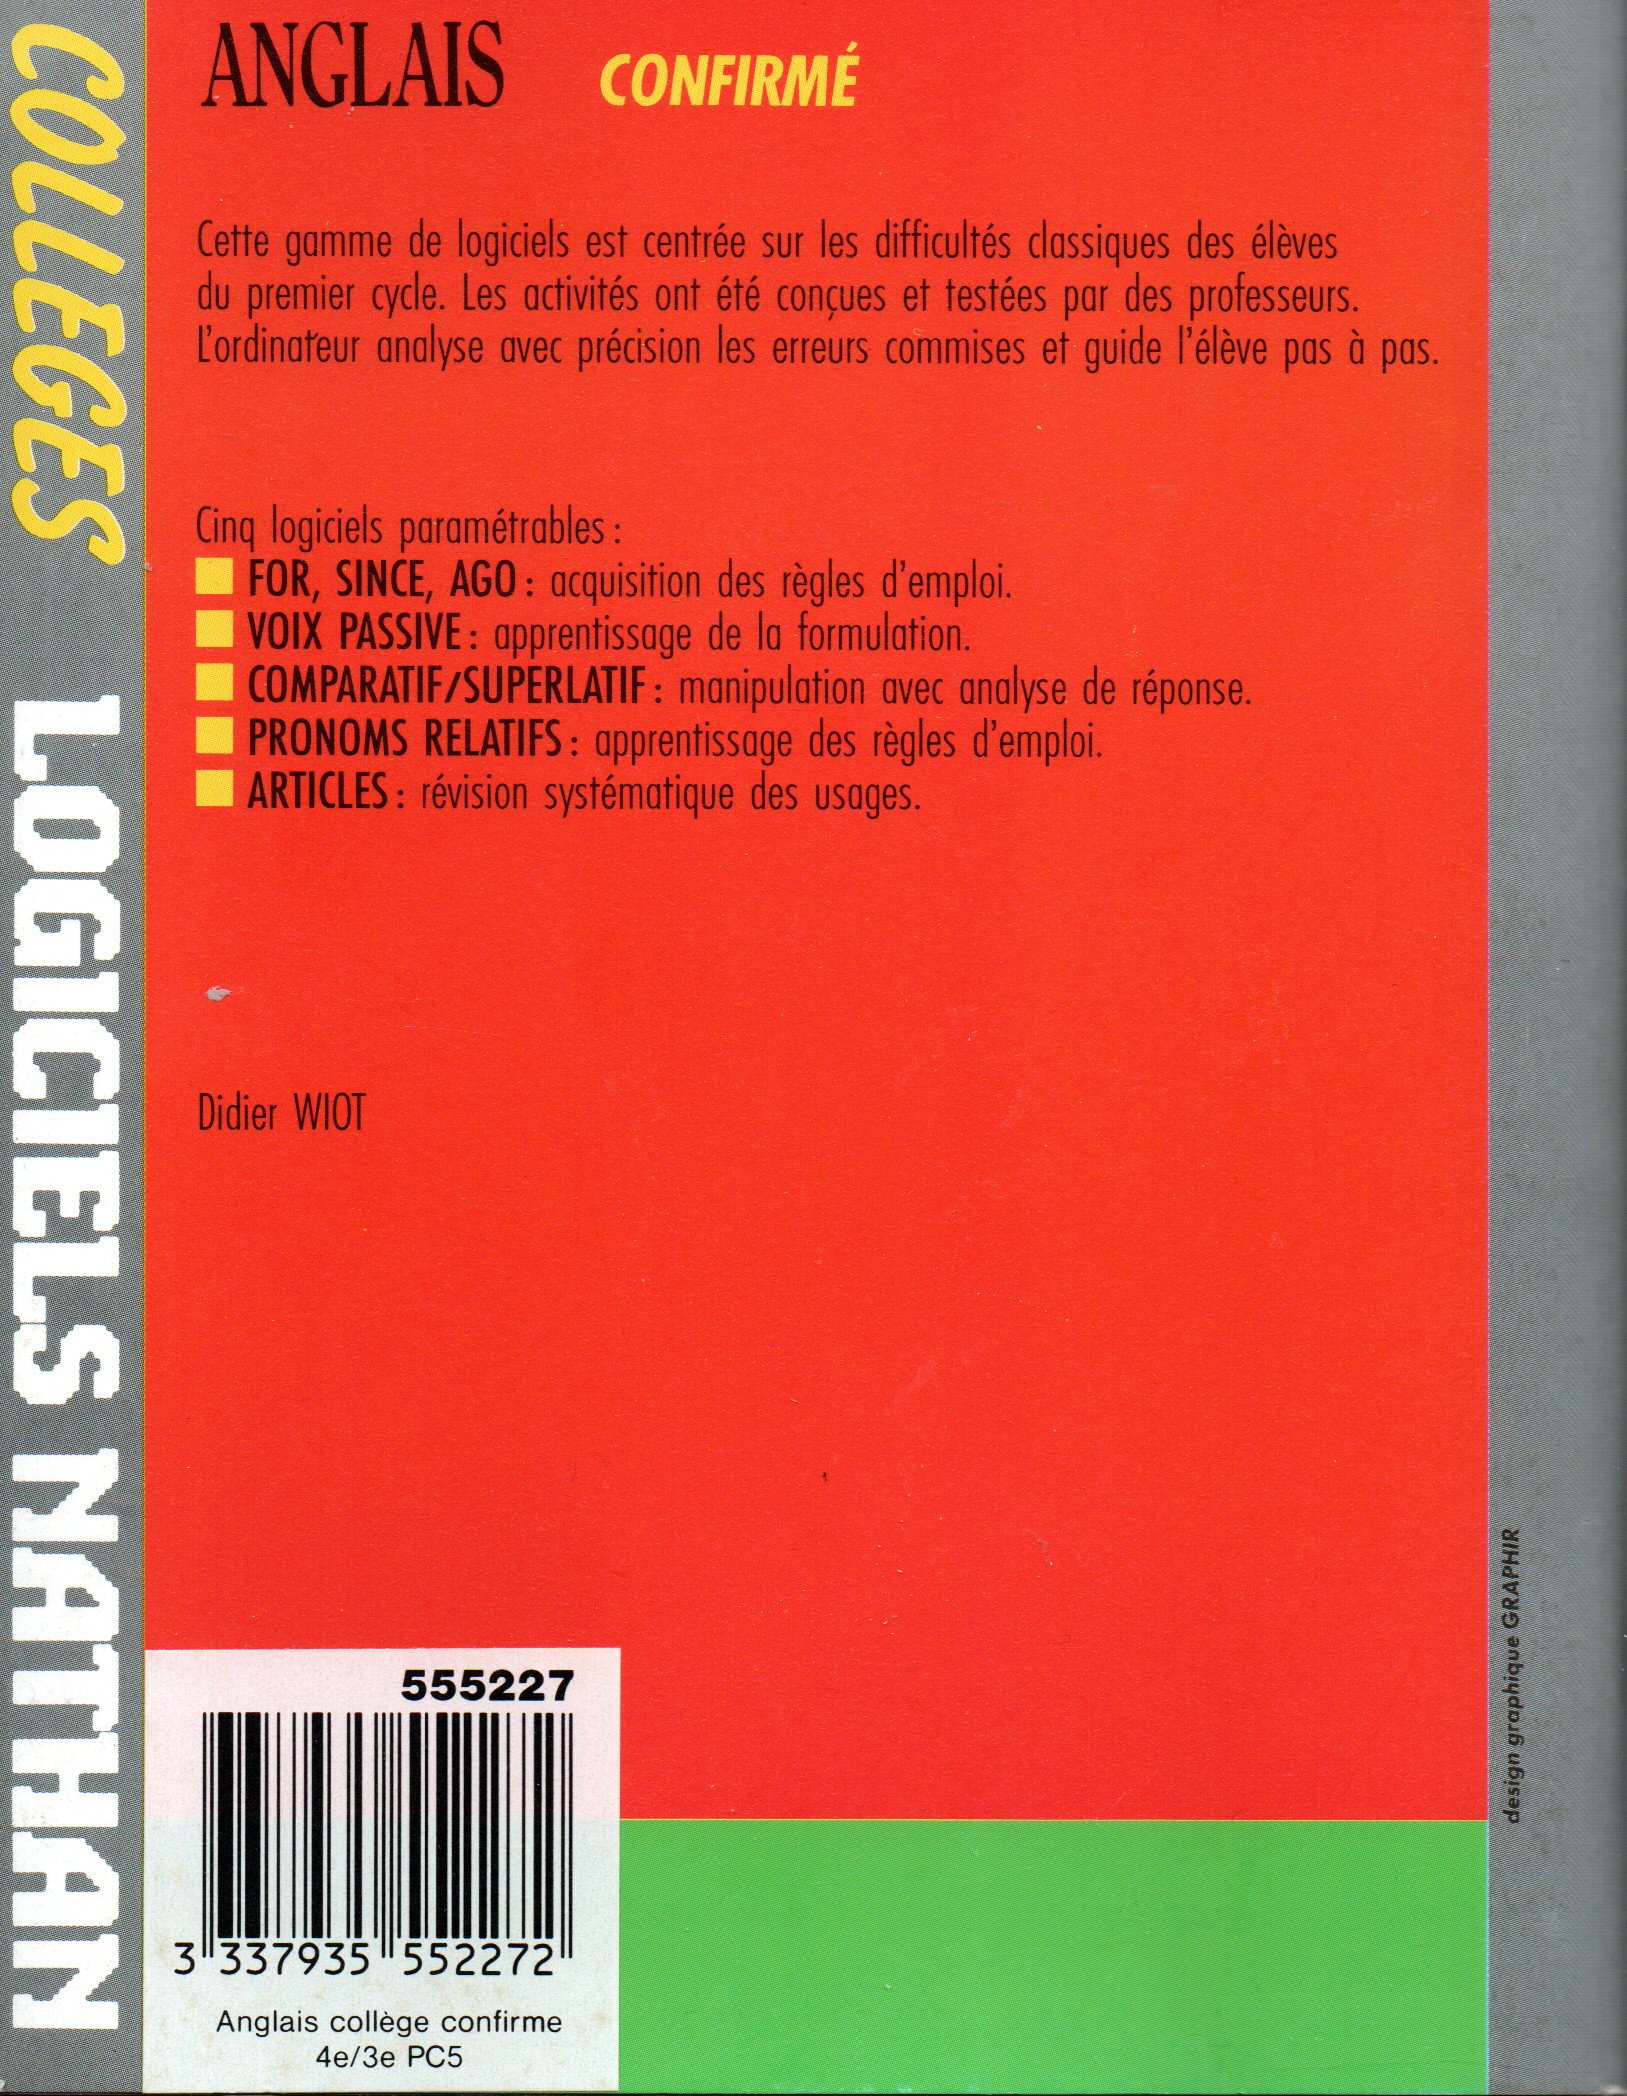 COLLEGES LOGICIELS NATHAN
ANGLAIS CONFIRMÉ
Cette gamme de logiciels est centrée sur les difficultés classiques des élèves
du premier cycle. Les activités ont été conçues et testées par des professeurs.
L'ordinateur analyse avec précision les erreurs commises et guide l'élève pas à pas.
Cinq logiciels paramétrables :
FOR, SINCE, AGO : acquisition des règles d'emploi.
VOIX PASSIVE : apprentissage de la formulation.
COMPARATIF/SUPERLATIF : manipulation avec analyse de réponse.
PRONOMS RELATIFS : apprentissage des règles d'emploi.
ARTICLES : révision systématique des usages.
Didier WIOT
555227
3 337935 552272
Anglais collège confirme
4e/3e PC5
design graphique GRAPHIR